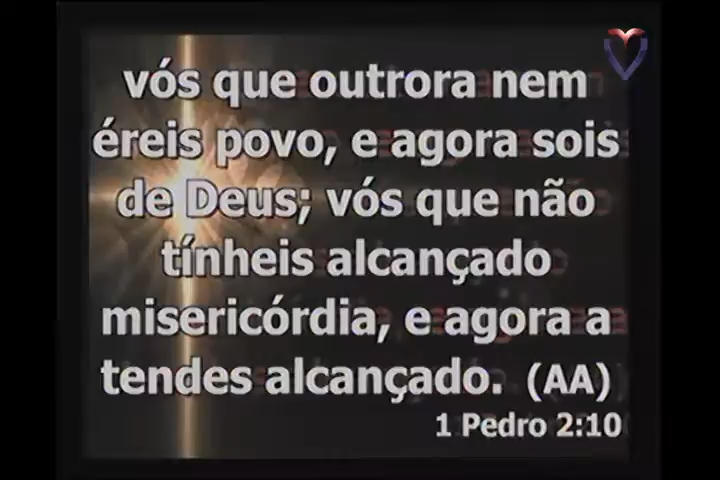 vós que outrora nem
éreis povo, e agora sois
de Deus; vós que não
tínheis alcançado
misericórdia, e agora a
tendes alcançado. (AA)
1 Pedro 2:10